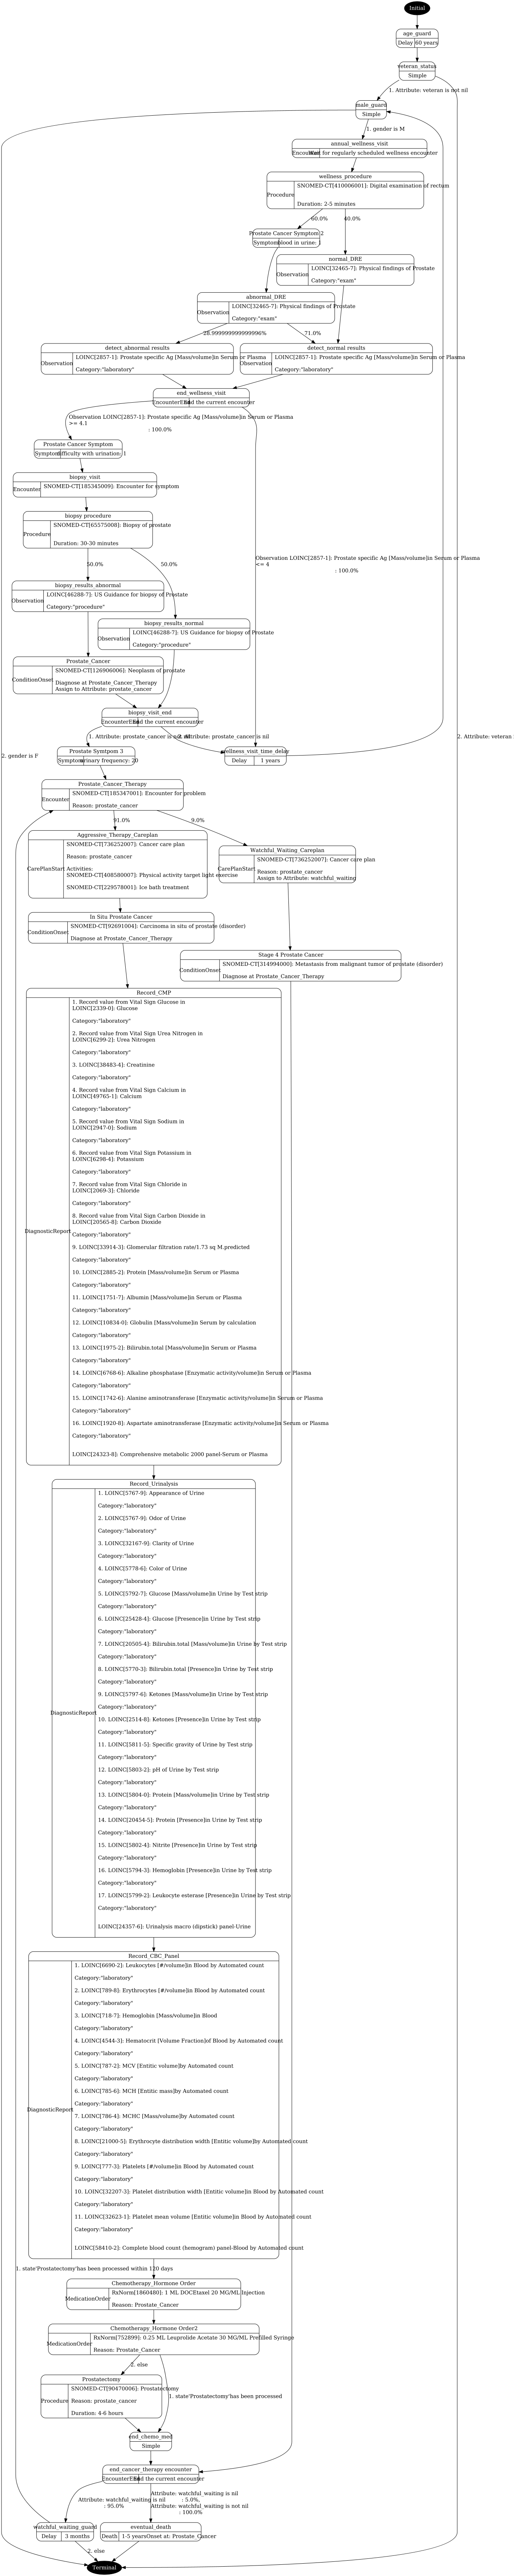 Initial
age_guard
Delay 60 years
veteran_status
Simple
1. Attribute: veteran is not nil
male_guard
Simple
1. gender is M
annual_wellness_visit
Encounter Wait for regularly scheduled wellness encounter
wellness_procedure
SNOMED-CT[410006001]: Digital examination of rectum
Procedure
Duration: 2-5 minutes
60.0%
40.0%
Prostate Cancer Symptom 2
Symptom blood in urine: 1
normal_DRE
LOINC[32465-7]: Physical findings of Prostate
Observation
Category:"exam"
abnormal_DRE
LOINC[32465-7]: Physical findings of Prostate
Observation
Category:"exam"
28.999999999999996%
71.0%
detect_abnormal results
LOINC[2857-1]: Prostate specific Ag [Mass/volume]in Serum or Plasma
Observation
Category:"laboratory"
detect_normal results
LOINC[2857-1]: Prostate specific Ag [Mass/volume]in Serum or Plasma
Observation
Category:"laboratory"
end_wellness_visit
EncounterEnd End the current encounter
Observation LOINC[2857-1]: Prostate specific Ag [Mass/volume]in Serum or Plasma
>= 4.1
: 100.0%
Prostate Cancer Symptom
Symptom difficulty with urination: 1
biopsy_visit
SNOMED-CT[185345009]: Encounter for symptom
Encounter
biopsy procedure
SNOMED-CT[65575008]: Biopsy of prostate
Procedure
Duration: 30-30 minutes
50.0%
50.0%
Observation LOINC[2857-1]: Prostate specific Ag [Mass/volume]in Serum or Plasma
<= 4
: 100.0%
biopsy_results_abnormal
LOINC[46288-7]: US Guidance for biopsy of Prostate
Observation
Category:"procedure"
biopsy_results_normal
LOINC[46288-7]: US Guidance for biopsy of Prostate
Observation
Category:"procedure"
Prostate_Cancer
SNOMED-CT[126906006]: Neoplasm of prostate
ConditionOnset
Diagnose at Prostate_Cancer_Therapy
Assign to Attribute: prostate_cancer
biopsy_visit_end
EncounterEnd End the current encounter
1. Attribute: prostate_cancer is not nil
2. Attribute: prostate_cancer is nil
2. Attribute: veteran
Prostate Symtpom 3
Symptom urinary frequency: 20
wellness_visit_time_delay
Delay 1 years
2. gender is F
Prostate_Cancer_Therapy
SNOMED-CT[185347001]: Encounter for problem
Encounter
Reason: prostate_cancer
91.0%
9.0%
Aggressive_Therapy_Careplan
SNOMED-CT[736252007]: Cancer care plan
Reason: prostate_cancer
CarePlanStart
Activities:
SNOMED-CT[408580007]: Physical activity target light exercise
SNOMED-CT[229578001]: Ice bath treatment
Watchful_Waiting_Careplan
SNOMED-CT[736252007]: Cancer care plan
CarePlanStart
Reason: prostate_cancer
Assign to Attribute: watchful_waiting
In Situ Prostate Cancer
SNOMED-CT[92691004]: Carcinoma in situ of prostate (disorder)
ConditionOnset
Diagnose at Prostate_Cancer_Therapy
Stage 4 Prostate Cancer
SNOMED-CT[314994000]: Metastasis from malignant tumor of prostate (disorder)
ConditionOnset
Diagnose at Prostate_Cancer_Therapy
Record_CMP
1. Record value from Vital Sign Glucose in
LOINC[2339-0]: Glucose
Category:"laboratory"
2. Record value from Vital Sign Urea Nitrogen in
LOINC[6299-2]: Urea Nitrogen
Category:"laboratory"
3. LOINC[38483-4]: Creatinine
Category:"laboratory"
4. Record value from Vital Sign Calcium in
LOINC[49765-1]: Calcium
Category:"laboratory"
5. Record value from Vital Sign Sodium in
LOINC[2947-0]: Sodium
Category:"laboratory"
6. Record value from Vital Sign Potassium in
LOINC[6298-4]: Potassium
Category:"laboratory"
7. Record value from Vital Sign Chloride in
LOINC[2069-3]: Chloride
Category:"laboratory"
8. Record value from Vital Sign Carbon Dioxide in
LOINC[20565-8]: Carbon Dioxide
DiagnosticReport
Category:"laboratory"
9. LOINC[33914-3]: Glomerular filtration rate/1.73 sq M.predicted
Category:"laboratory"
10. LOINC[2885-2]: Protein [Mass/volume]in Serum or Plasma
Category:"laboratory"
11. LOINC[1751-7]: Albumin [Mass/volume]in Serum or Plasma
Category:"laboratory"
12. LOINC[10834-0]: Globulin [Mass/volume]in Serum by calculation
Category:"laboratory"
13. LOINC[1975-2]: Bilirubin.total [Mass/volume]in Serum or Plasma
Category:"laboratory"
14. LOINC[6768-6]: Alkaline phosphatase [Enzymatic activity/volume]in Serum or Plasma
Category:"laboratory"
15. LOINC[1742-6]: Alanine aminotransferase [Enzymatic activity/volume]in Serum or Plasma
Category:"laboratory"
16. LOINC[1920-8]: Aspartate aminotransferase [Enzymatic activity/volume]in Serum or Plasma
Category:"laboratory"
LOINC[24323-8]: Comprehensive metabolic 2000 panel-Serum or Plasma
Record_Urinalysis
1. LOINC[5767-9]: Appearance of Urine
Category:"laboratory"
2. LOINC[5767-9]: Odor of Urine
Category:"laboratory"
3. LOINC[32167-9]: Clarity of Urine
Category:"laboratory"
4. LOINC[5778-6]: Color of Urine
Category:"laboratory"
5. LOINC[5792-7]: Glucose [Mass/volume]in Urine by Test strip
Category:"laboratory"
6. LOINC[25428-4]: Glucose [Presence]in Urine by Test strip
Category:"laboratory"
7. LOINC[20505-4]: Bilirubin.total [Mass/volume]in Urine by Test strip
Category:"laboratory"
8. LOINC[5770-3]: Bilirubin.total [Presence]in Urine by Test strip
Category:"laboratory"
9. LOINC[5797-6]: Ketones [Mass/volume]in Urine by Test strip
Category:"laboratory"
DiagnosticReport
10. LOINC[2514-8]: Ketones [Presence]in Urine by Test strip
Category:"laboratory"
11. LOINC[5811-5]: Specific gravity of Urine by Test strip
Category:"laboratory"
12. LOINC[5803-2]: pH of Urine by Test strip
Category:"laboratory"
13. LOINC[5804-0]: Protein [Mass/volume]in Urine by Test strip
Category:"laboratory"
14. LOINC[20454-5]: Protein [Presence]in Urine by Test strip
Category:"laboratory"
15. LOINC[5802-4]: Nitrite [Presence]in Urine by Test strip
Category:"laboratory"
16. LOINC[5794-3]: Hemoglobin [Presence]in Urine by Test strip
Category:"laboratory"
17. LOINC[5799-2]: Leukocyte esterase [Presence]in Urine by Test strip
Category:"laboratory"
LOINC[24357-6]: Urinalysis macro (dipstick) panel-Urine
Record_CBC_Panel
1. LOINC[6690-2]: Leukocytes [#/volume]in Blood by Automated count
Category:"laboratory"
2. LOINC[789-8]: Erythrocytes [#/volume]in Blood by Automated count
Category:"laboratory"
3. LOINC[718-7]: Hemoglobin [Mass/volume]in Blood
Category:"laboratory"
4. LOINC[4544-3]: Hematocrit [Volume Fraction]of Blood by Automated count
Category:"laboratory"
5. LOINC[787-2]: MCV [Entitic volume]by Automated count
Category:"laboratory"
6. LOINC[785-6]: MCH [Entitic mass]by Automated count
Category:"laboratory"
DiagnosticReport
7. LOINC[786-4]: MCHC [Mass/volume]by Automated count
Category:"laboratory"
8. LOINC[21000-5]: Erythrocyte distribution width [Entitic volume]by Automated count
Category:"laboratory"
9. LOINC[777-3]: Platelets [#/volume]in Blood by Automated count
Category:"laboratory"
10. LOINC[32207-3]: Platelet distribution width [Entitic volume]in Blood by Automated count
Category:"laboratory"
11. LOINC[32623-1]: Platelet mean volume [Entitic volume]in Blood by Automated count
Category:"laboratory"
LOINC[58410-2]: Complete blood count (hemogram) panel-Blood by Automated count
1. state'Prostatectomy'has been processed within 120 days
Chemotherapy_Hormone Order
RxNorm[1860480]: 1 ML DOCEtaxel 20 MG/ML Injection
MedicationOrder
Reason: Prostate_Cancer
Chemotherapy_Hormone Order2
RxNorm[752899]: 0.25 ML Leuprolide Acetate 30 MG/ML Prefilled Syringe
MedicationOrder
Reason: Prostate_Cancer
2. else
Prostatectomy
SNOMED-CT[90470006]: Prostatectomy
Procedure
Reason: prostate_cancer
Duration: 4-6 hours
1. state'Prostatectomy'has been processed
end_chemo_med
Simple
end_cancer_therapy encounter
EncounterEnd End the current encounter
Attribute: watchful_waiting is nil
: 95.0%
Attribute: watchful_waiting is nil
: 5.0%,
Attribute: watchful_waiting is not nil
: 100.0%
watchful_waiting_guard
Delay 3 months
eventual_death
Death 1-5 yearsOnset at: Prostate_Cancer
2. else
Terminal